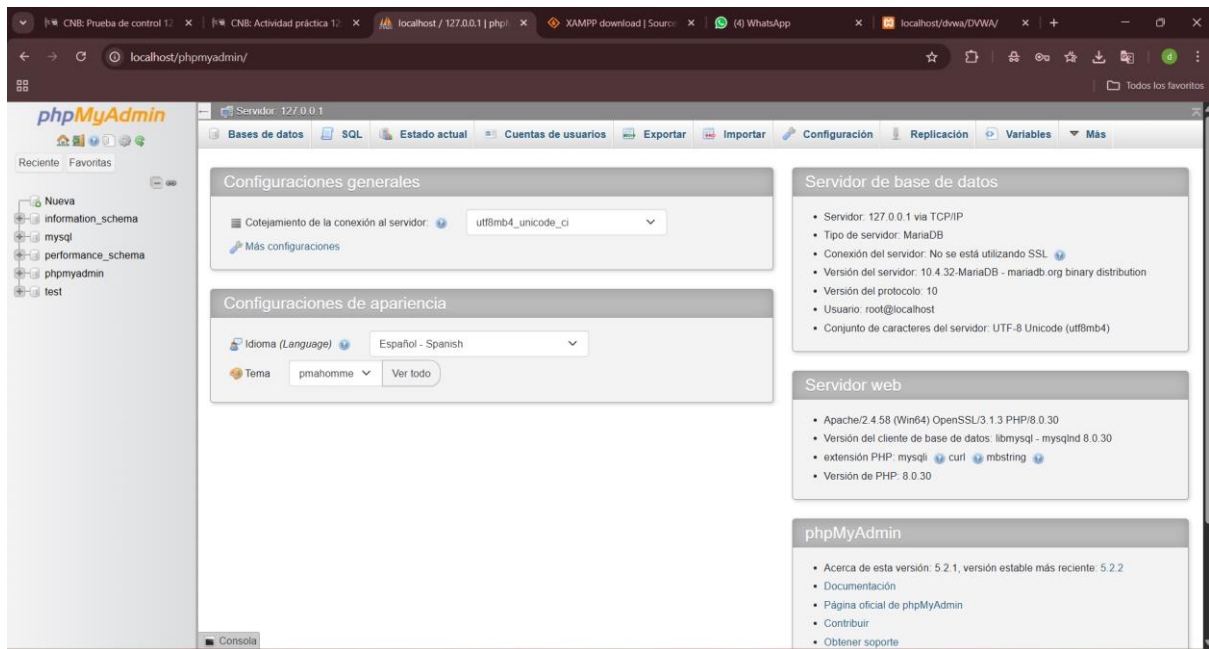 CNB: Prueba de control 12
CNB: Actividad práctica 12
localhost / 127.0.0.1 | php
XAMPP download | Source
(4) WhatsApp
localhost/dvwa/DVWA/
localhost/phpmyadmin/
d
Todos los favoritos
phpMyAdmin
Reciente Favoritas
Nueva
information_schema
mysql
performance_schema
phpmyadmin
test
Servidor: 127.0.0.1
Bases de datos SQL Estado actual Cuentas de usuarios Exportar Importar Configuración Replicación Variables Más
Configuraciones generales
Cotejamiento de la conexión al servidor: utf8mb4_unicode_ci
Más configuraciones
Configuraciones de apariencia
Idioma (Language) Español - Spanish
Tema pmahomme Ver todo
Servidor de base de datos
• Servidor: 127.0.0.1 via TCP/IP
• Tipo de servidor: MariaDB
• Conexión del servidor: No se está utilizando SSL
• Versión del servidor: 10.4.32-MariaDB - mariadb.org binary distribution
• Versión del protocolo: 10
• Usuario: root@localhost
• Conjunto de caracteres del servidor: UTF-8 Unicode (utf8mb4)
Servidor web
• Apache/2.4.58 (Win64) OpenSSL/3.1.3 PHP/8.0.30
• Versión del cliente de base de datos: libmysql - mysqlnd 8.0.30
• extensión PHP: mysqli curl mbstring
• Versión de PHP: 8.0.30
phpMyAdmin
• Acerca de esta versión: 5.2.1, versión estable más reciente: 5.2.2
• Documentación
• Página oficial de phpMyAdmin
• Contribuir
• Obtener soporte
Consola